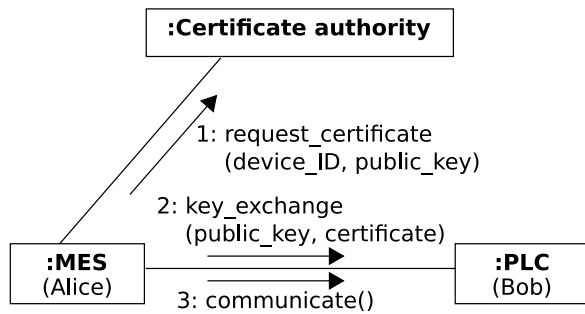 :Certificate authority
1: request_certificate
(device_ID, public_key)
2: key_exchange
(public_key, certificate)
:MES
(Alice)
:PLC
(Bob)
3: communicate()